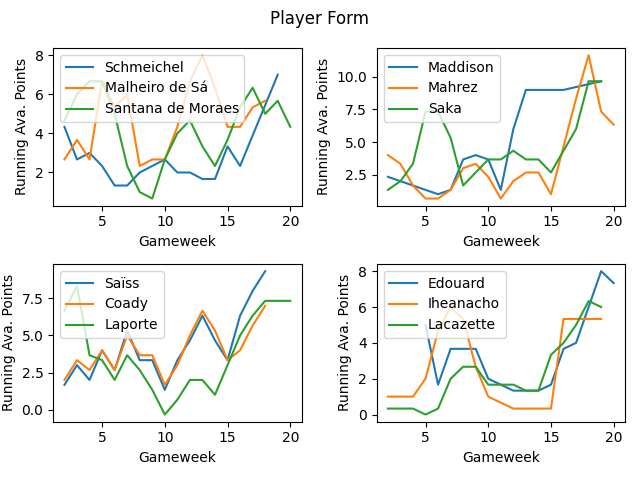 Player Form
8
6
4
2
Running Ava. Points
Schmeichel
Malheiro de Sá
Santana de Moraes
5
10
15
20
Gameweek
10.0
7.5
5.0
2.5
Running Ava. Points
Maddison
Mahrez
Saka
5
10
15
20
Gameweek
7.5
5.0
2.5
0.0
Running Ava. Points
Saïss
Coady
Laporte
5
10
15
20
Gameweek
8
6
4
2
0
Running Ava. Points
Edouard
Iheanacho
Lacazette
5
10
15
20
Gameweek